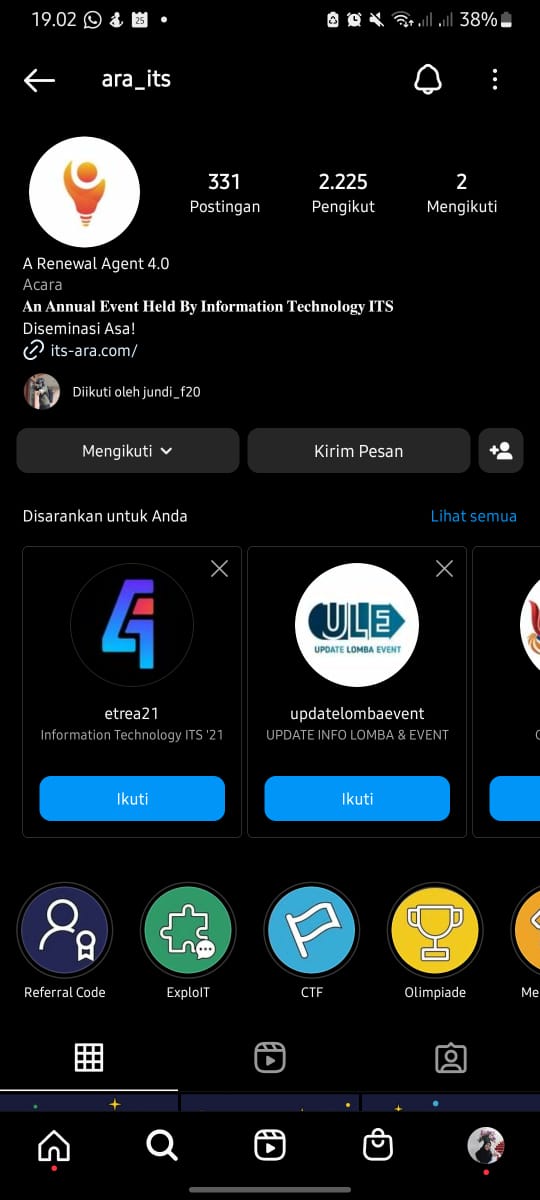 19.02 25 38%
ara_its
331 2.225 2
Postingan Pengikut Mengikuti
A Renewal Agent 4.0
Acara
An Annual Event Held By Information Technology ITS
Diseminasi Asa!
its-ara.com/
Diikuti oleh jundi_f20
Mengikuti Kirim Pesan
Disarankan untuk Anda Lihat semua
ULE
UPDATE LOMBA EVENT
etrea21 updatelombaevent
Information Technology ITS '21 UPDATE INFO LOMBA & EVENT
Ikuti Ikuti
Referral Code ExploIT CTF Olimpiade Me